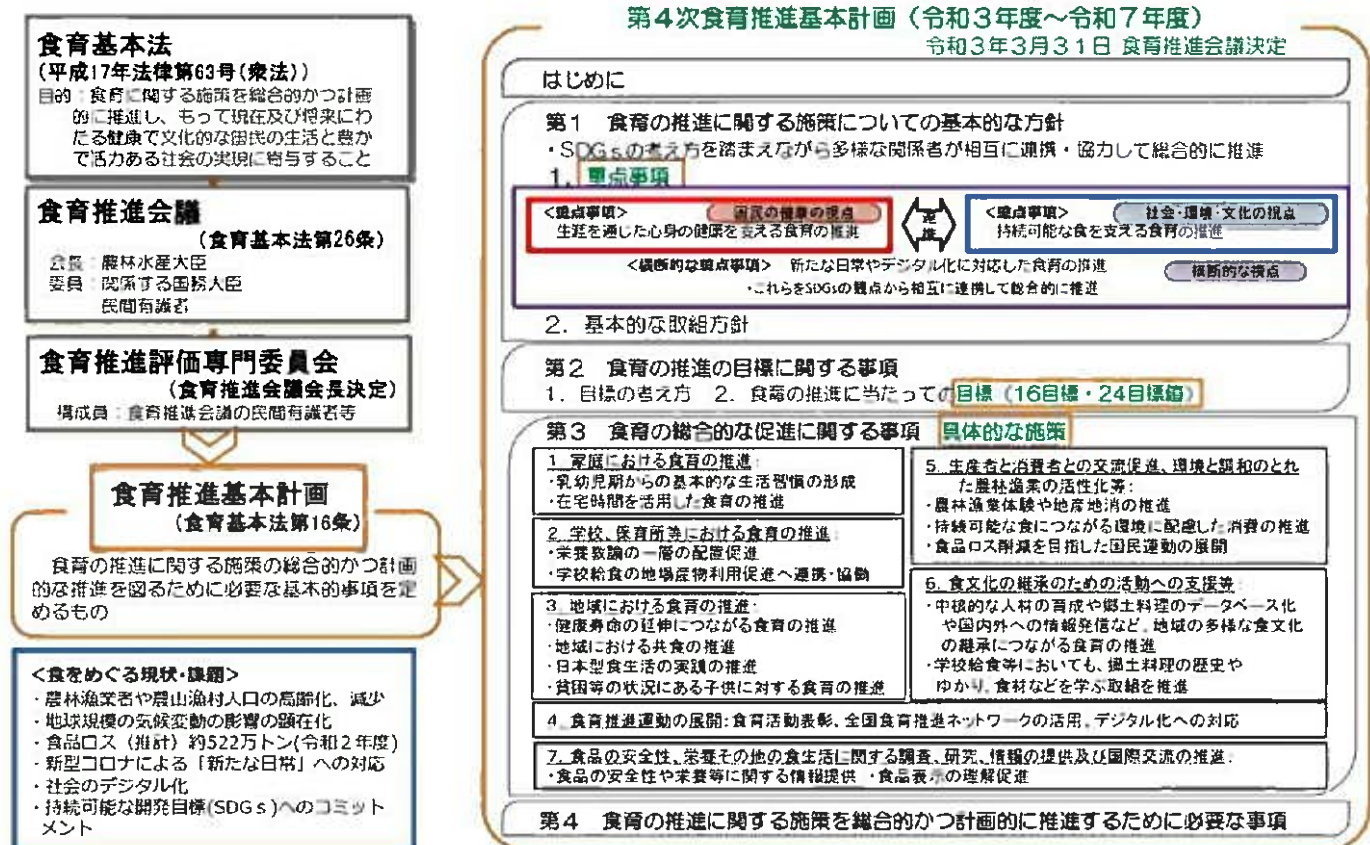 食育基本法
(平成17年法律第63号(衆法))
目的：食育に関する施策を総合的かつ計画
的に推進し、もって現在及び将来にわ
たる健康で文化的な国民の生活と豊か
で活力ある社会の実現に寄与すること
食育推進会議
(食育基本法第26条)
会長：農林水産大臣
委員：関係する国務大臣
民間有識者
食育推進評価専門委員会
(食育推進会議会長決定)
構成員：食育推進会議の民間有識者等
食育推進基本計画
(食育基本法第16条)
食育の推進に関する施策の総合的かつ計画
的な推進を図るために必要な基本的事項を定
めるもの
<食をめぐる現状・課題>
・農林漁業者や農山漁村人口の高齢化、減少
・地球規模の気候変動の影響の顕在化
・食品ロス（推計）約522万トン(令和２年度)
・新型コロナによる「新たな日常」への対応
・社会のデジタル化
・持続可能な開発目標(SDGs)へのコミット
メント
第４次食育推進基本計画（令和３年度～令和７年度）
令和３年３月３１日 食育推進会議決定
はじめに
第１　食育の推進に関する施策についての基本的な方針
・SDGsの考え方を踏まえながら多様な関係者が相互に連携・協力して総合的に推進
１．重点事項
<重点事項>　国民の健康の視点
生涯を通じた心身の健康を支える食育の推進
連携
<重点事項>　社会・環境・文化の視点
持続可能な食を支える食育の推進
<横断的な重点事項>　新たな日常やデジタル化に対応した食育の推進　横断的な視点
・これらをSDGsの観点から相互に連携して総合的に推進
２．基本的な取組方針
第２　食育の推進の目標に関する事項
１．目標の考え方　２．食育の推進に当たっての目標（16目標・24目標値）
第３　食育の総合的な促進に関する事項　具体的な施策
1. 家庭における食育の推進：
・乳幼児期からの基本的な生活習慣の形成
・在宅時間を活用した食育の推進
2. 学校、保育所等における食育の推進：
・栄養教諭の一層の配置促進
・学校給食の地場産物利用促進へ連携・協働
3. 地域における食育の推進：
・健康寿命の延伸につながる食育の推進
・地域における共食の推進
・日本型食生活の実践の推進
・貧困等の状況にある子供に対する食育の推進
5. 生産者と消費者との交流促進、環境と調和のとれ
た農林漁業の活性化等：
・農林漁業体験や地産地消の推進
・持続可能な食につながる環境に配慮した消費の推進
・食品ロス削減を目指した国民運動の展開
6. 食文化の継承のための活動への支援等：
・中核的な人材の育成や郷土料理のデータベース化
や国内外への情報発信など、地域の多様な食文化
の継承につながる食育の推進
・学校給食等においても、郷土料理の歴史や
ゆかり、食材などを学ぶ取組を推進
4. 食育推進運動の展開：食育活動表彰、全国食育推進ネットワークの活用、デジタル化への対応
7. 食品の安全性、栄養その他の食生活に関する調査、研究、情報の提供及び国際交流の推進：
・食品の安全性や栄養等に関する情報提供　・食品表示の理解促進
第４　食育の推進に関する施策を総合的かつ計画的に推進するために必要な事項